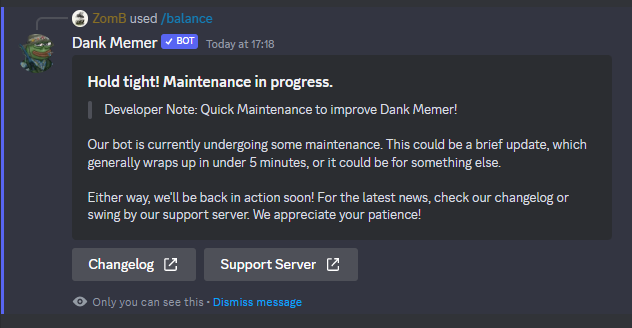 ZomB used /balance
Dank Memer ✓ BOT Today at 17:18
Hold tight! Maintenance in progress.
Developer Note: Quick Maintenance to improve Dank Memer!
Our bot is currently undergoing some maintenance. This could be a brief update, which
generally wraps up in under 5 minutes, or it could be for something else.
Either way, we'll be back in action soon! For the latest news, check our changelog or
swing by our support server. We appreciate your patience!
Changelog Support Server
Only you can see this • Dismiss message